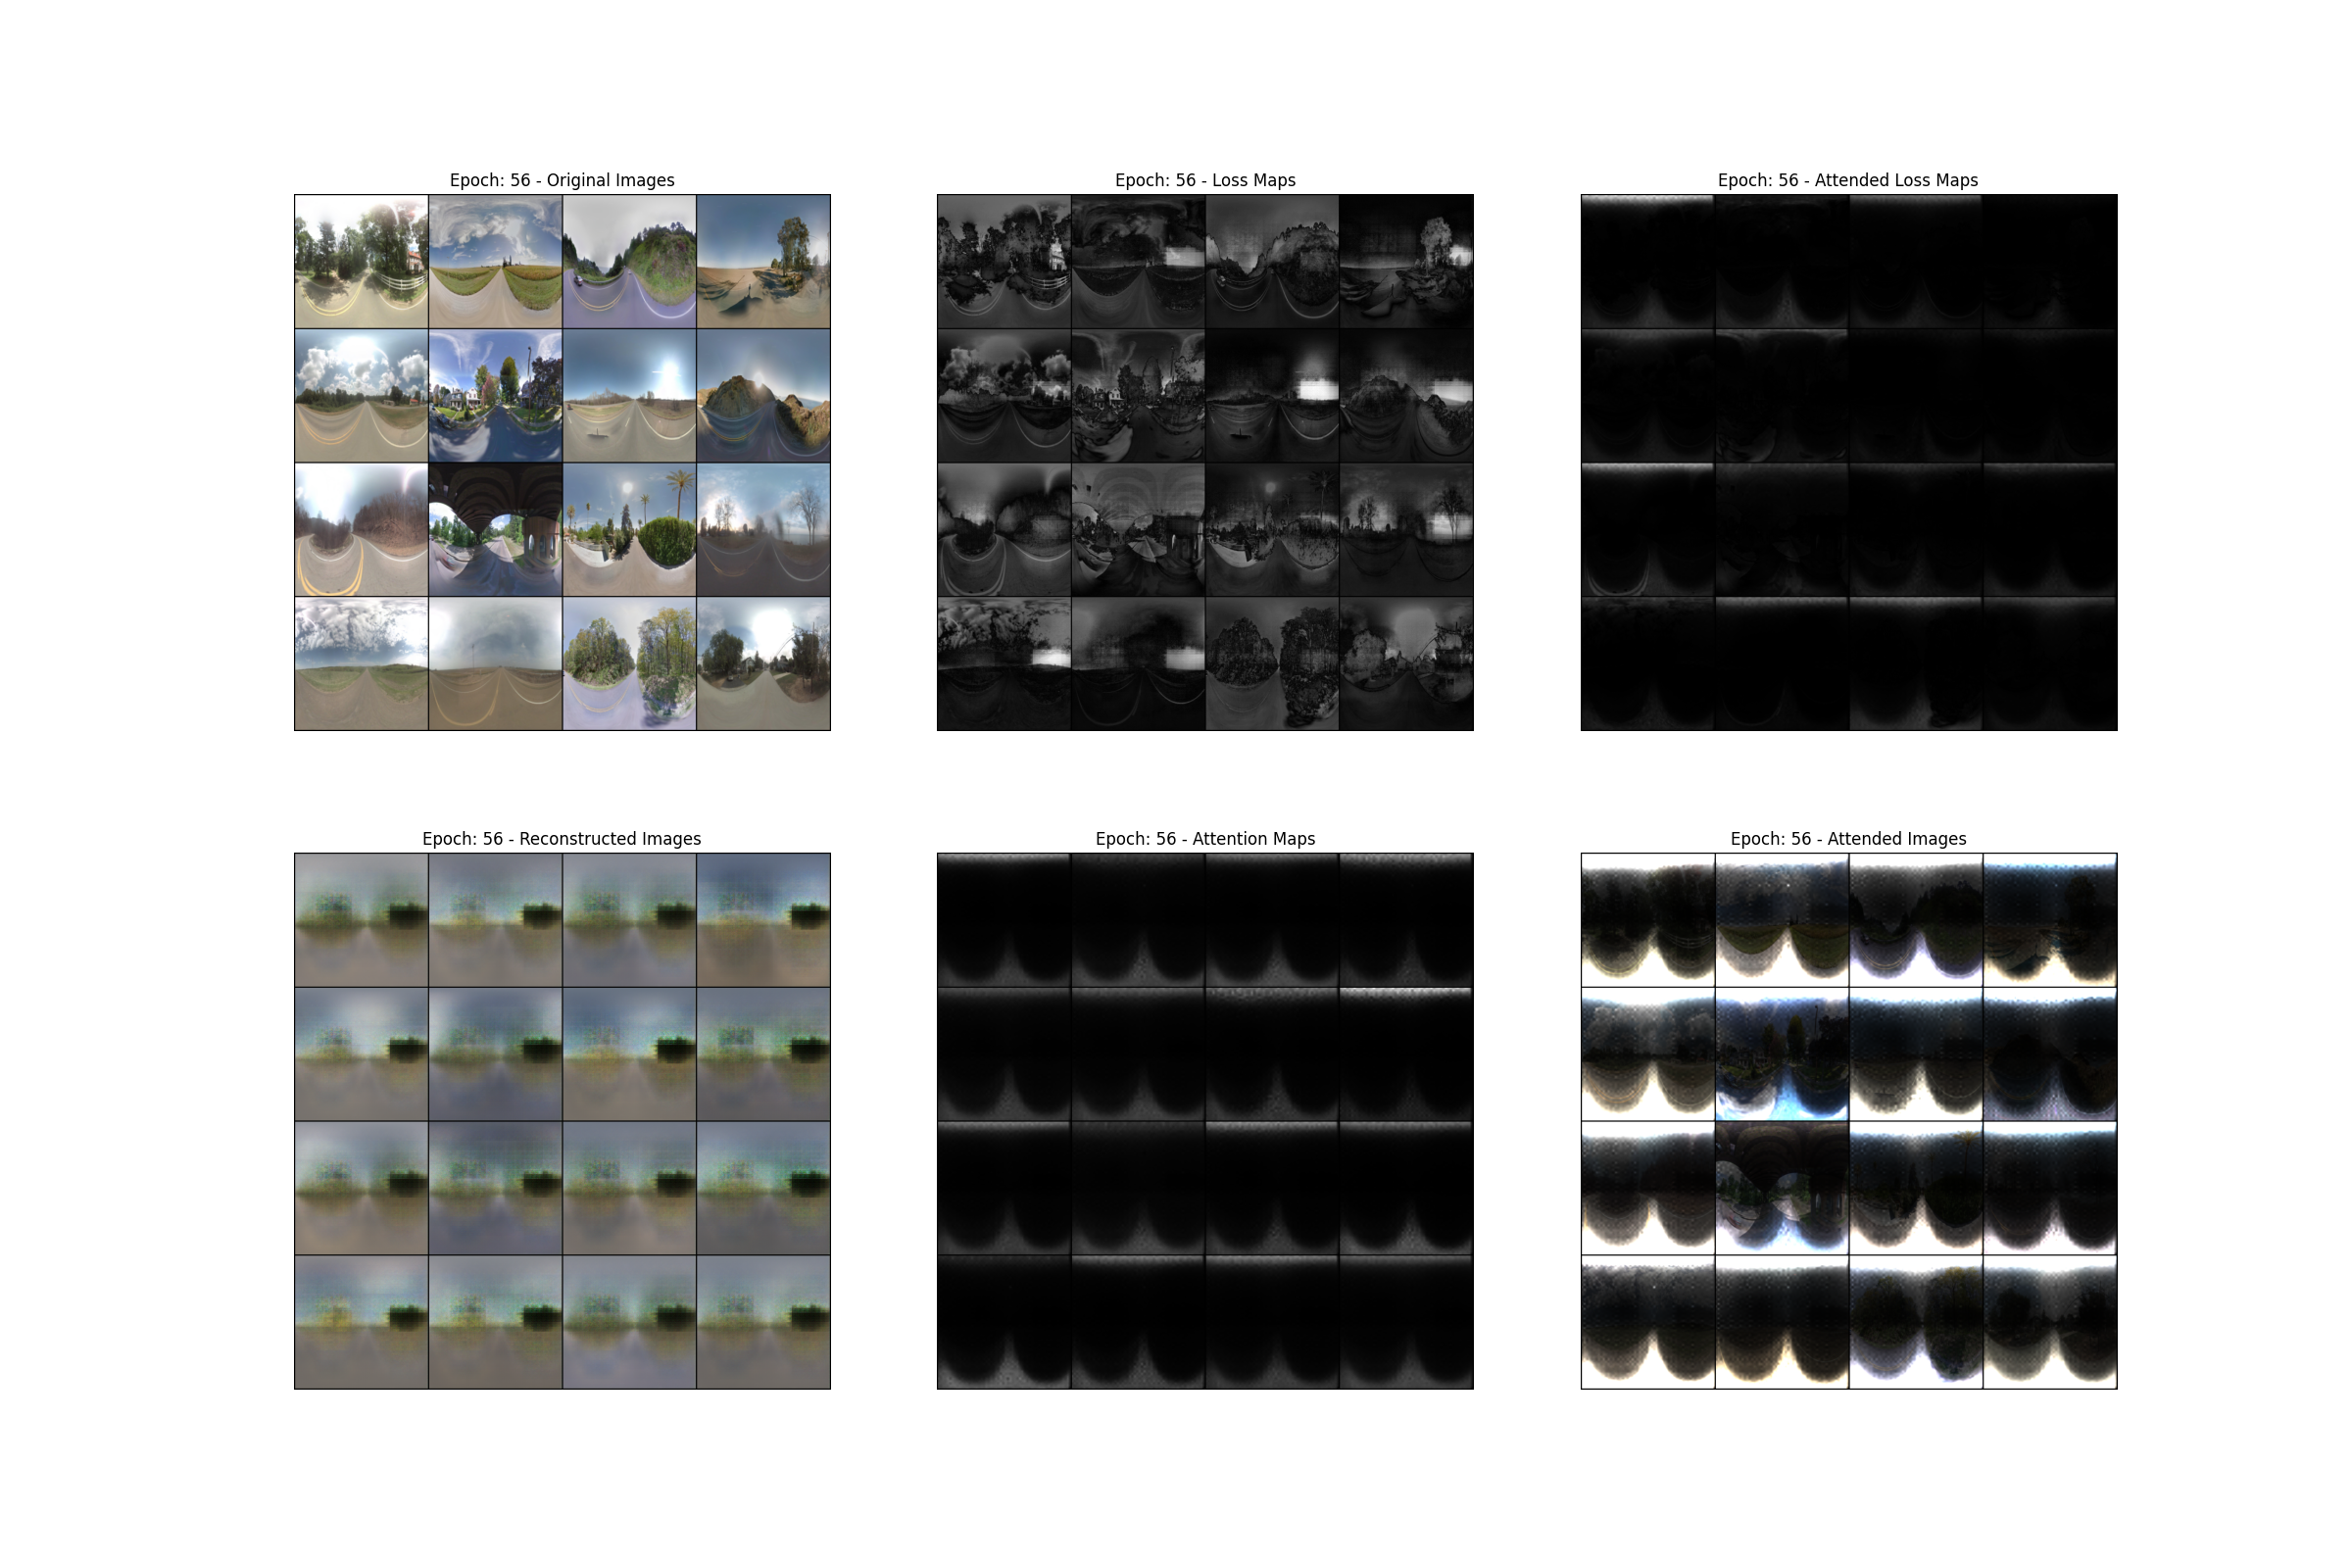 Epoch: 56 - Original Images
Epoch: 56 - Loss Maps
Epoch: 56 - Attended Loss Maps
Epoch: 56 - Reconstructed Images
Epoch: 56 - Attention Maps
Epoch: 56 - Attended Images